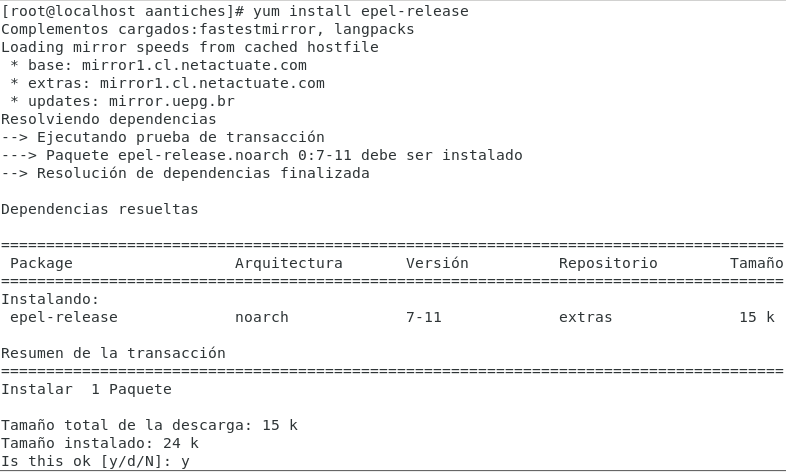 [root@localhost aantiches]# yum install epel-release
Complementos cargados:fastestmirror, langpacks
Loading mirror speeds from cached hostfile
 * base: mirror1.cl.netactuate.com
 * extras: mirror1.cl.netactuate.com
 * updates: mirror.uepg.br
Resolviendo dependencias
--> Ejecutando prueba de transacción
---> Paquete epel-release.noarch 0:7-11 debe ser instalado
--> Resolución de dependencias finalizada

Dependencias resueltas

=======================================================================================
 Package                  Arquitectura       Versión          Repositorio        Tamaño
=======================================================================================
Instalando:
 epel-release             noarch             7-11             extras              15 k

Resumen de la transacción
=======================================================================================
Instalar  1 Paquete

Tamaño total de la descarga: 15 k
Tamaño instalado: 24 k
Is this ok [y/d/N]: y